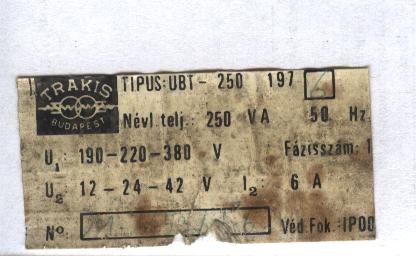 TRAKIS
BUDAPEST
TIPUS: UBT - 250 197
Névl telj.: 250 VA 50 Hz
U1: 190-220-380 V Fázisszám: 1
U2: 12-24-42 V I2: 6 A
Nº: Véd. Fok.: IP00